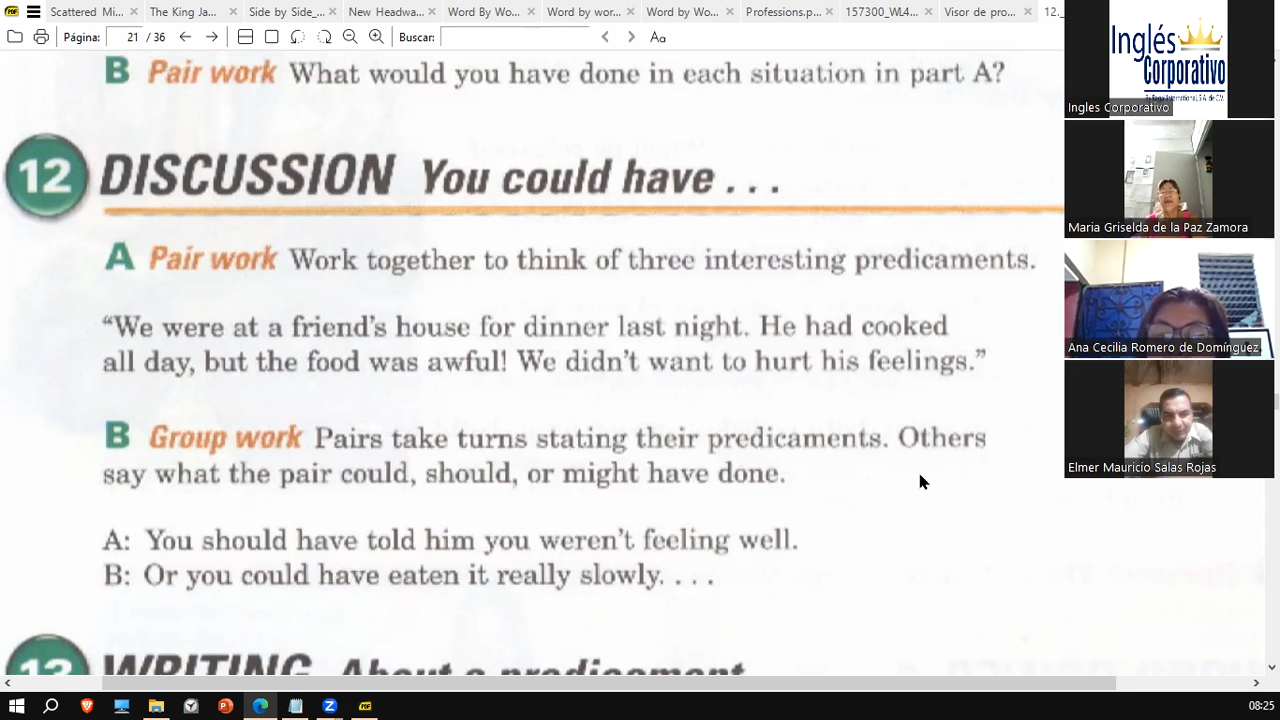 Scattered Mi...
The King Ja...
Side by Side_...
New Headwa...
Word By Wo...
Word by wor...
Word by Wo...
Professions.p...
157300_WL4...
Visor de pro...
12._
Página: 21 / 36
Buscar:
Aa
B Pair work What would you have done in each situation in part A?
12 DISCUSSION You could have . . .
A Pair work Work together to think of three interesting predicaments.
“We were at a friend’s house for dinner last night. He had cooked
all day, but the food was awful! We didn’t want to hurt his feelings.”
B Group work Pairs take turns stating their predicaments. Others
say what the pair could, should, or might have done.
A: You should have told him you weren’t feeling well.
B: Or you could have eaten it really slowly. . . .
13 WRITING About a predicament
Inglés
Corporativo
Ingles Corporativo
Maria Griselda de la Paz Zamora
Ana Cecilia Romero de Domínguez
Elmer Mauricio Salas Rojas
08:25